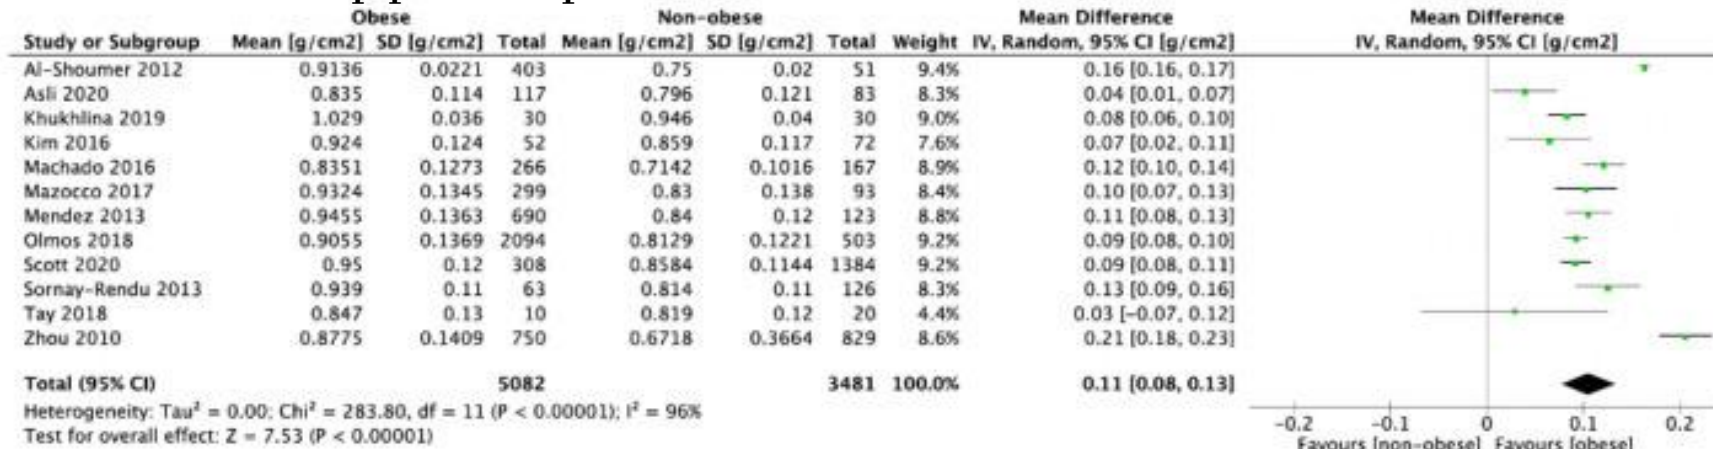 Obese Non-obese Mean Difference Mean Difference
Study or Subgroup Mean [g/cm2] SD [g/cm2] Total Mean [g/cm2] SD [g/cm2] Total Weight IV, Random, 95% CI [g/cm2] IV, Random, 95% CI [g/cm2]
Al-Shoumer 2012 0.9136 0.0221 403 0.75 0.02 51 9.4% 0.16 [0.16, 0.17]
Asli 2020 0.835 0.114 117 0.796 0.121 83 8.3% 0.04 [0.01, 0.07]
Khukhlina 2019 1.029 0.036 30 0.946 0.04 30 9.0% 0.08 [0.06, 0.10]
Kim 2016 0.924 0.124 52 0.859 0.117 72 7.6% 0.07 [0.02, 0.11]
Machado 2016 0.8351 0.1273 266 0.7142 0.1016 167 8.9% 0.12 [0.10, 0.14]
Mazocco 2017 0.9324 0.1345 299 0.83 0.138 93 8.4% 0.10 [0.07, 0.13]
Mendez 2013 0.9455 0.1363 690 0.84 0.12 123 8.8% 0.11 [0.08, 0.13]
Olmos 2018 0.9055 0.1369 2094 0.8129 0.1221 503 9.2% 0.09 [0.08, 0.10]
Scott 2020 0.95 0.12 308 0.8584 0.1144 1384 9.2% 0.09 [0.08, 0.11]
Sornay-Rendu 2013 0.939 0.11 63 0.814 0.11 126 8.3% 0.13 [0.09, 0.16]
Tay 2018 0.847 0.13 10 0.819 0.12 20 4.4% 0.03 [-0.07, 0.12]
Zhou 2010 0.8775 0.1409 750 0.6718 0.3664 829 8.6% 0.21 [0.18, 0.23]
Total (95% CI) 5082 3481 100.0% 0.11 [0.08, 0.13]
Heterogeneity: Tau² = 0.00; Chi² = 283.80, df = 11 (P < 0.00001); I² = 96%
Test for overall effect: Z = 7.53 (P < 0.00001)
-0.2 -0.1 0 0.1 0.2
Favours [non-obese] Favours [obese]